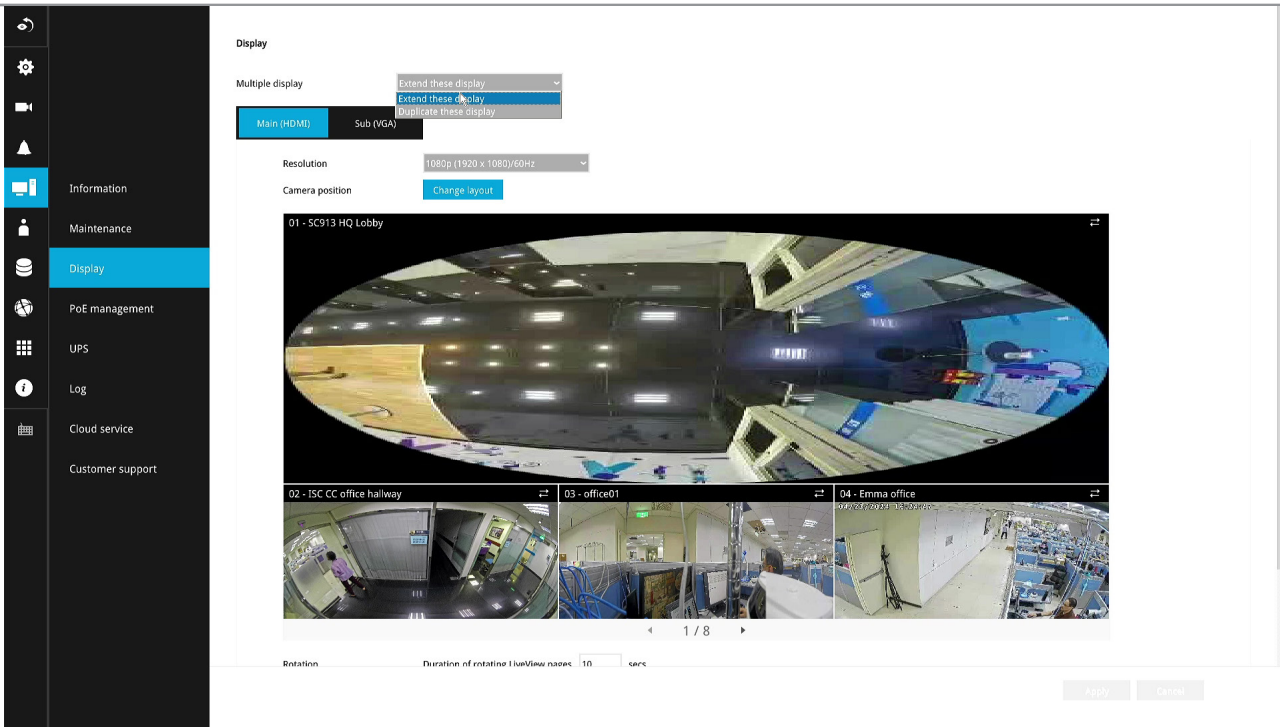 Display
Multiple display
Extend these display
Extend these display
Duplicate these display
Main (HDMI)
Sub (VGA)
Resolution
1080p (1920 x 1080)/60Hz
Camera position
Change layout
Information
Maintenance
Display
PoE management
UPS
Log
Cloud service
Customer support
01 - SC913 HQ Lobby
02 - ISC CC office hallway
03 - office01
04 - Emma office
1 / 8
Rotation
Duration of rotating LiveView pages
10
secs
Apply
Cancel